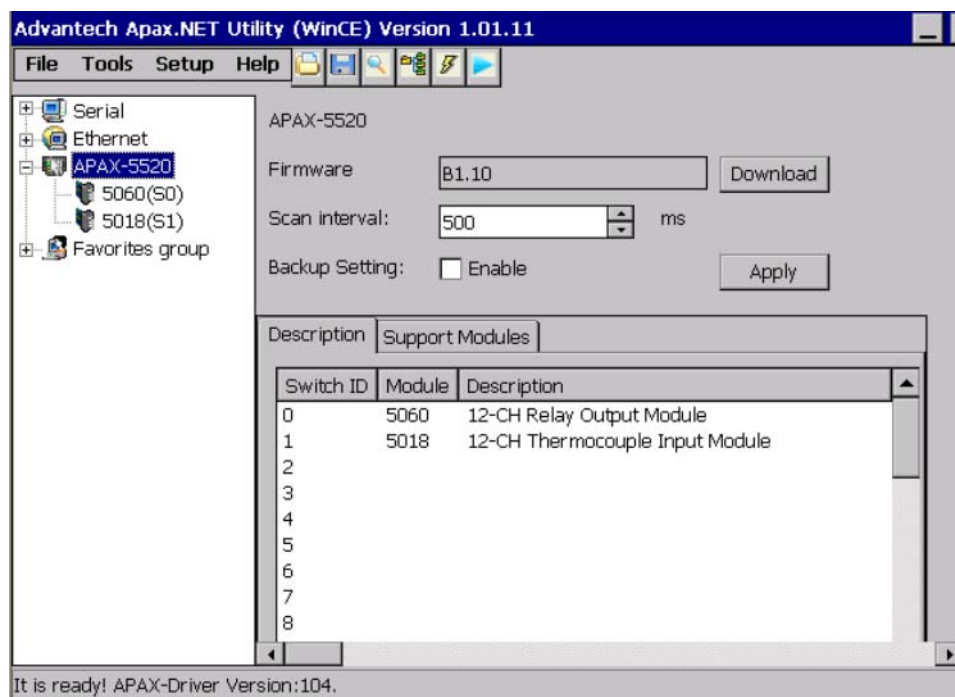 Advantech Apax.NET Utility (WinCE) Version 1.01.11
File Tools Setup Help
Serial
Ethernet
APAX-5520
5060(S0)
5018(S1)
Favorites group
APAX-5520
Firmware B1.10 Download
Scan interval: 500 ms
Backup Setting: Enable Apply
Description Support Modules
Switch ID Module Description
0 5060 12-CH Relay Output Module
1 5018 12-CH Thermocouple Input Module
2
3
4
5
6
7
8
It is ready! APAX-Driver Version:104.